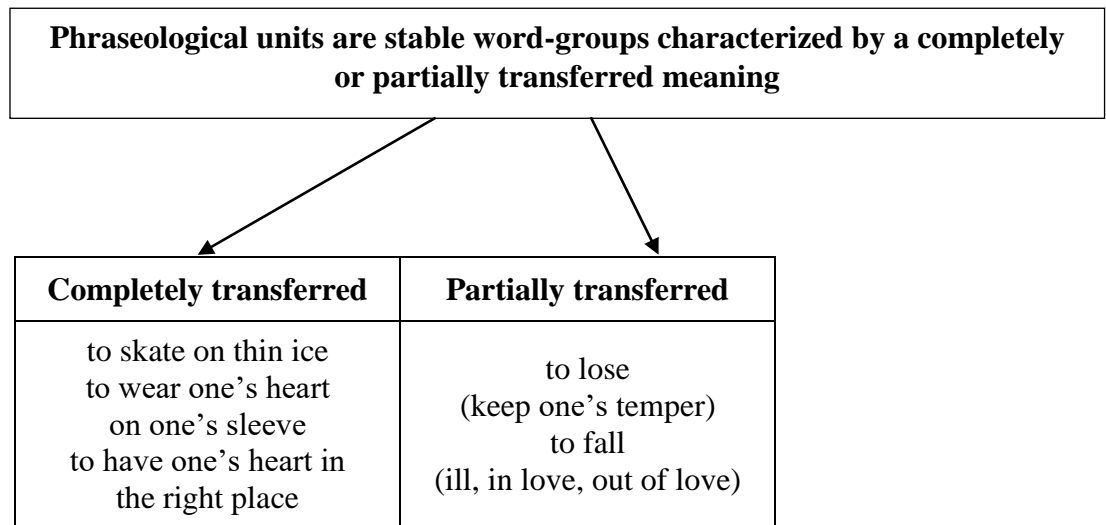 Phraseological units are stable word-groups characterized by a completely
or partially transferred meaning
Completely transferred
Partially transferred
to skate on thin ice
to wear one’s heart
on one’s sleeve
to have one’s heart in
the right place
to lose
(keep one’s temper)
to fall
(ill, in love, out of love)